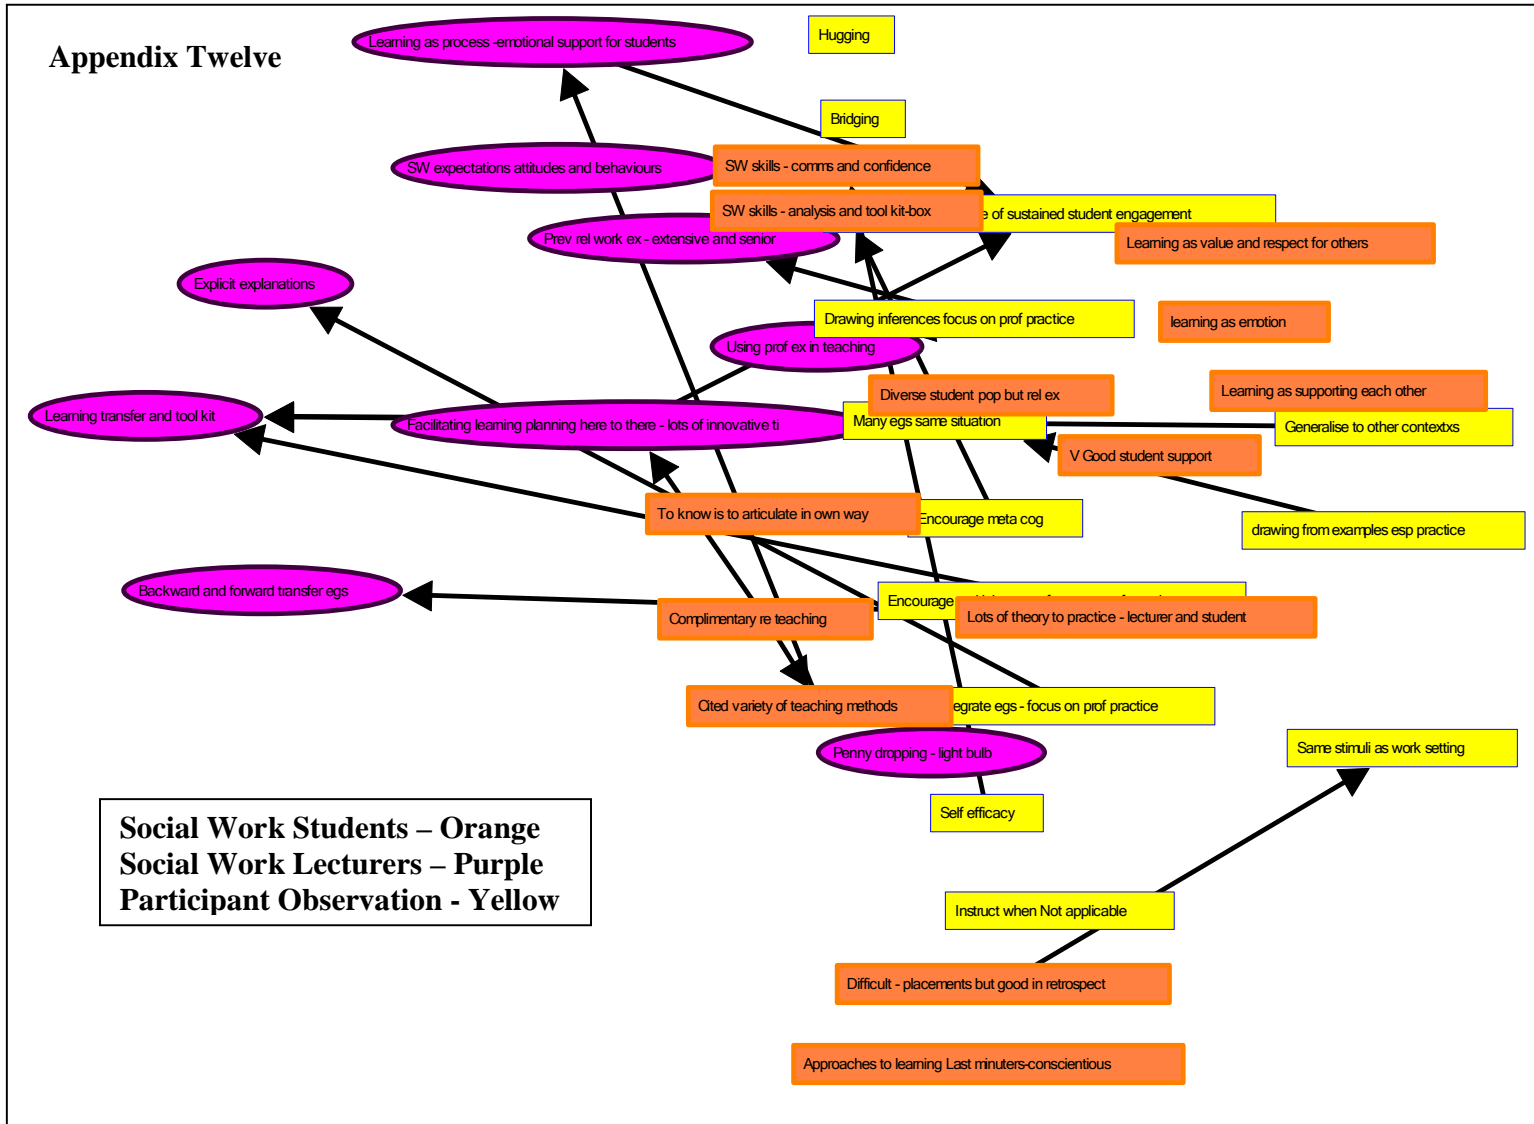 Appendix Twelve
Learning as process -emotional support for students
Hugging
Bridging
SW expectations attitudes and behaviours
SW skills - comms and confidence
SW skills - analysis and tool kit-box
e of sustained student engagement
Prev rel work ex - extensive and senior
Learning as value and respect for others
Explicit explanations
Drawing inferences focus on prof practice
learning as emotion
Using prof ex in teaching
Diverse student pop but rel ex
Learning as supporting each other
Learning transfer and tool kit
Facilitating learning planning here to there - lots of innovative ti
Many egs same situation
Generalise to other contextxs
V Good student support
To know is to articulate in own way
Encourage meta cog
drawing from examples esp practice
Backward and forward transfer egs
Encourage
Complimentary re teaching
Lots of theory to practice - lecturer and student
Cited variety of teaching methods
egrate egs - focus on prof practice
Penny dropping - light bulb
Same stimuli as work setting
Self efficacy
Social Work Students – Orange
Social Work Lecturers – Purple
Participant Observation - Yellow
Instruct when Not applicable
Difficult - placements but good in retrospect
Approaches to learning Last minuters-conscientious